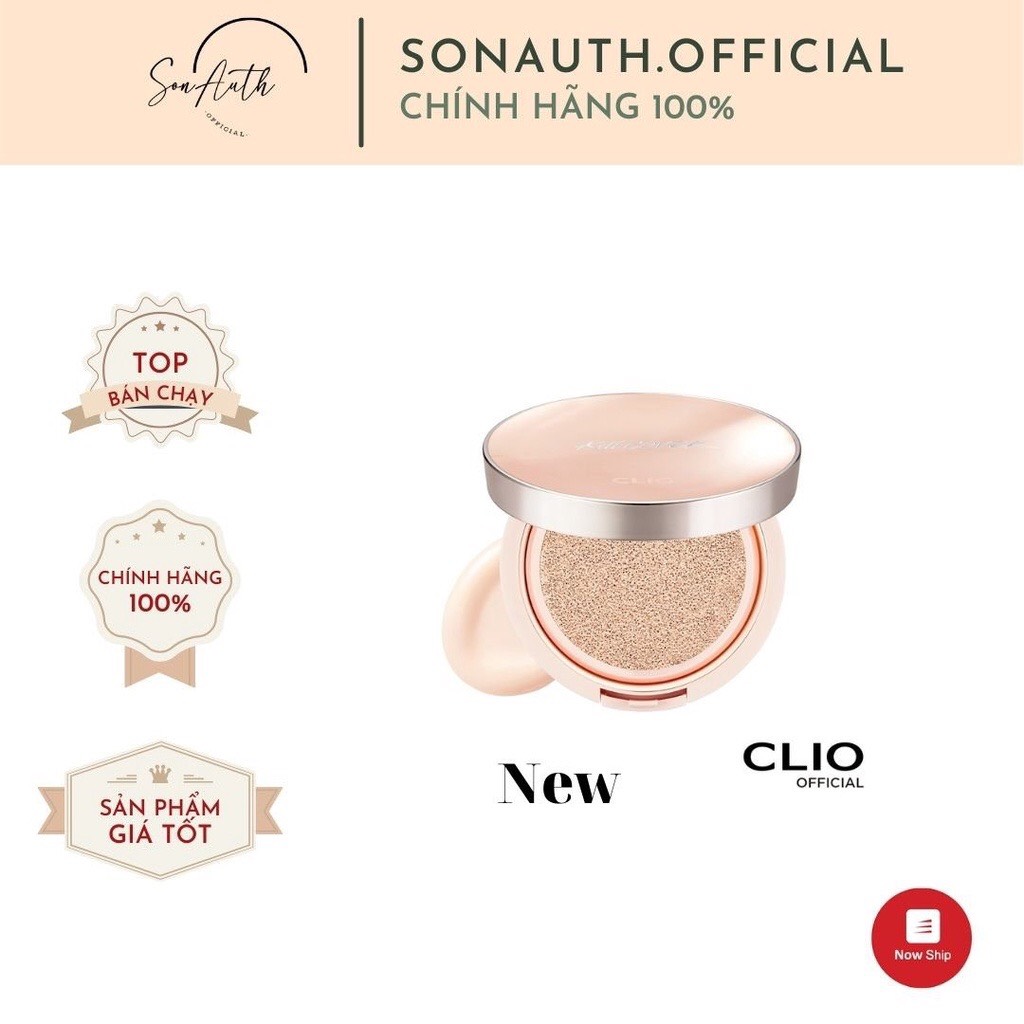 SonAuth
·OFFICIAL·
SONAUTH.OFFICIAL
CHÍNH HÃNG 100%
TOP
BÁN CHẠY
CHÍNH HÃNG
100%
SẢN PHẨM
GIÁ TỐT
CLIO
New
CLIO
OFFICIAL
Now Ship